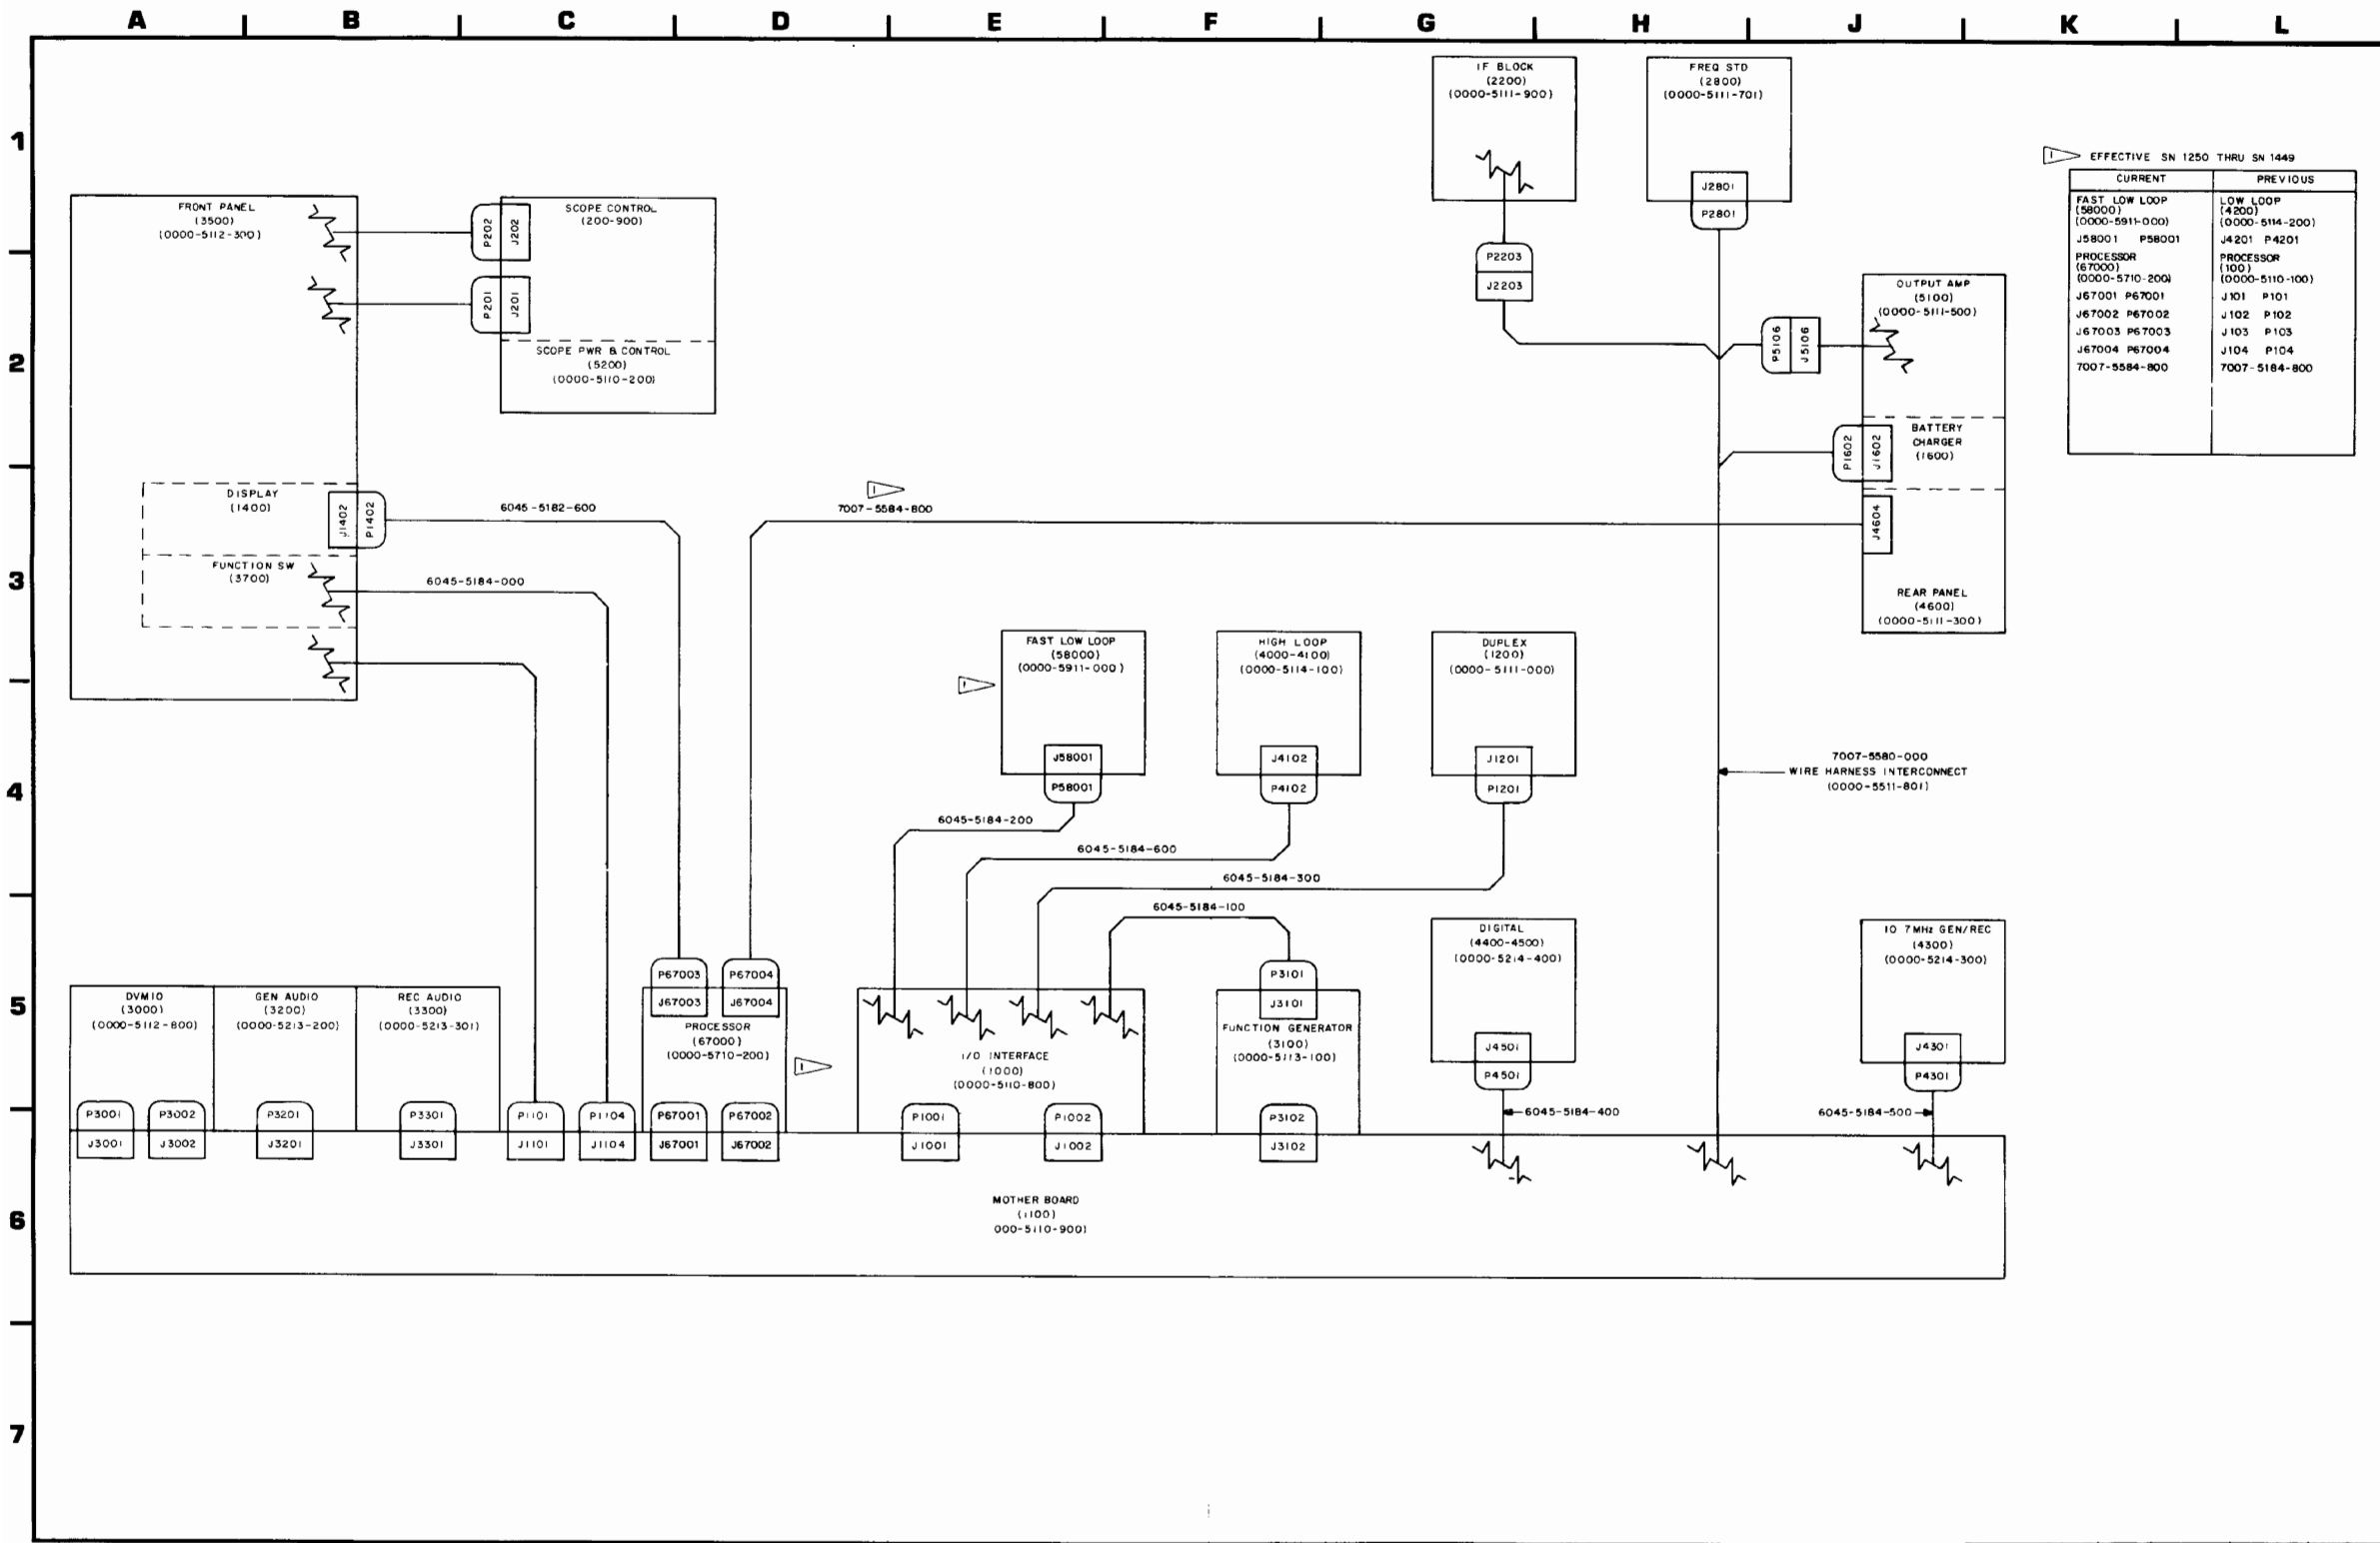 A B C D E F G H J K L
1
2
3
4
5
6
7
IF BLOCK
(2200)
(0000-5111-900)
P2203
J2203
FREQ STD
(2800)
(0000-5111-701)
J2801
P2801
1 EFFECTIVE SN 1250 THRU SN 1449
CURRENT PREVIOUS
FAST LOW LOOP LOW LOOP
(58000) (4200)
(0000-5911-000) (0000-5114-200)
J58001 P58001 J4201 P4201
PROCESSOR PROCESSOR
(67000) (100)
(0000-5710-200) (0000-5110-100)
J67001 P67001 J101 P101
J67002 P67002 J102 P102
J67003 P67003 J103 P103
J67004 P67004 J104 P104
7007-5584-800 7007-5184-800
FRONT PANEL
(3500)
(0000-5112-300)
P202 J202
P201 J201
SCOPE CONTROL
(200-900)
SCOPE PWR & CONTROL
(5200)
(0000-5110-200)
OUTPUT AMP
(5100)
(0000-5111-500)
P5106 J5106
BATTERY
CHARGER
(1600)
P1602 J1602
J4604
REAR PANEL
(4600)
(0000-5111-300)
DISPLAY
(1400)
J1402 P1402
6045-5182-600
1
7007-5584-800
FUNCTION SW
(3700)
6045-5184-000
FAST LOW LOOP
(58000)
(0000-5911-000)
1
J58001
P58001
HIGH LOOP
(4000-4100)
(0000-5114-100)
J4102
P4102
DUPLEX
(1200)
(0000-5111-000)
J1201
P1201
7007-5580-000
WIRE HARNESS INTERCONNECT
(0000-5511-801)
6045-5184-200
6045-5184-600
6045-5184-300
6045-5184-100
DVM10
(3000)
(0000-5112-800)
GEN AUDIO
(3200)
(0000-5213-200)
REC AUDIO
(3300)
(0000-5213-301)
P67003 P67004
J67003 J67004
PROCESSOR
(67000)
(0000-5710-200)
1
I/O INTERFACE
(1000)
(0000-5110-800)
P3101
J3101
FUNCTION GENERATOR
(3100)
(0000-5113-100)
DIGITAL
(4400-4500)
(0000-5214-400)
J4501
P4501
6045-5184-400
10 7MHz GEN/REC
(4300)
(0000-5214-300)
J4301
P4301
6045-5184-500
P3001 P3002 P3201 P3301 P1101 P1104 P67001 P67002 P1001 P1002 P3102
J3001 J3002 J3201 J3301 J1101 J1104 J67001 J67002 J1001 J1002 J3102
MOTHER BOARD
(1100)
000-5110-900)